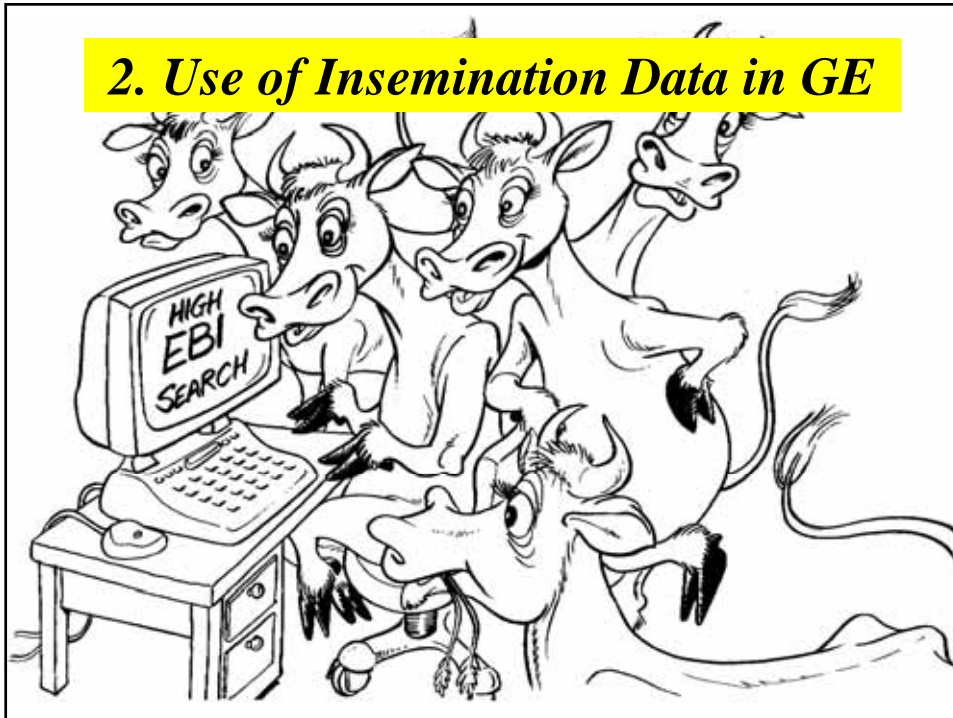 2. Use of Insemination Data in GE
HIGH
EBI
SEARCH